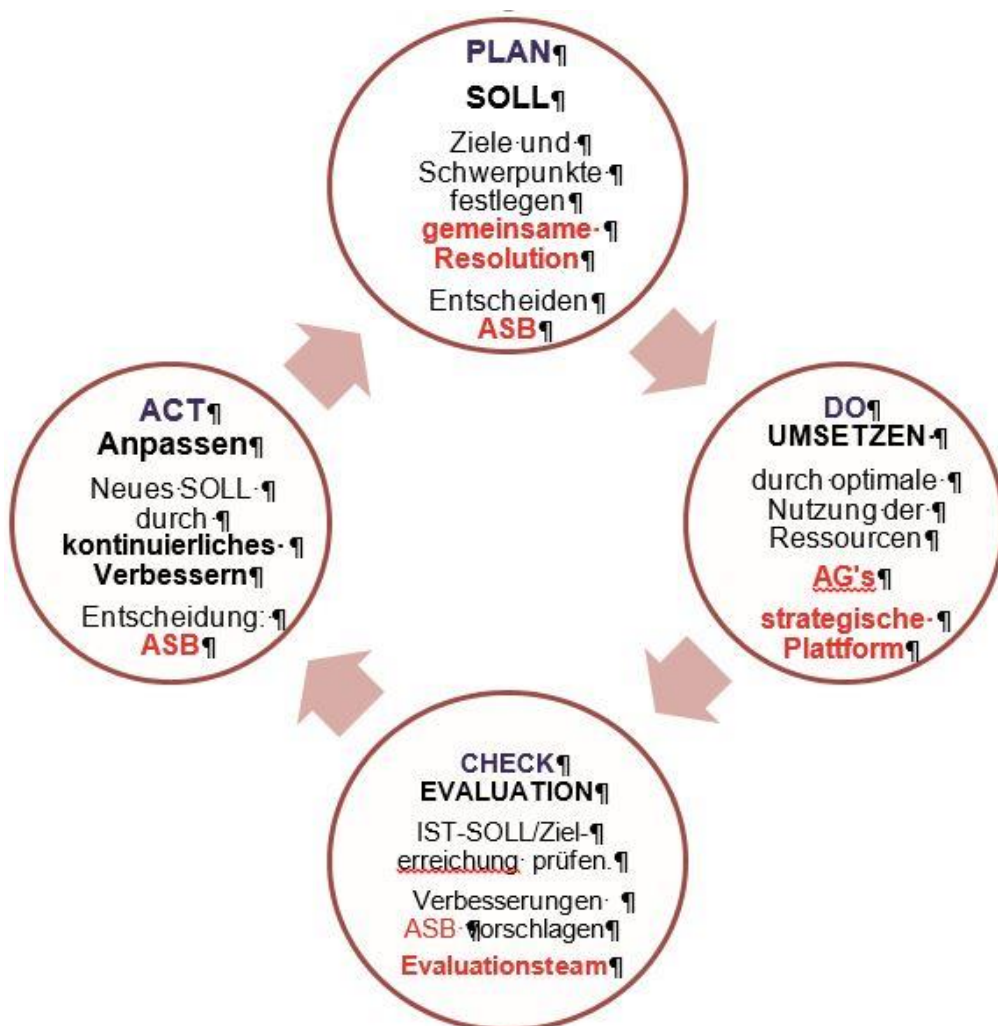 PLAN¶
SOLL¶
Ziele·und·¶
Schwerpunkte·¶
festlegen¶
gemeinsame·¶
Resolution¶
Entscheiden¶
ASB¶
DO¶
UMSETZEN·¶
durch·optimale·¶
Nutzung·der·¶
Ressourcen¶
AG's¶
strategische·¶
Plattform¶
CHECK¶
EVALUATION¶
IST-SOLL/Ziel-¶
erreichung·prüfen.¶
Verbesserungen·¶
ASB·¶orschlagen¶
Evaluationsteam¶
ACT¶
Anpassen¶
Neues·SOLL·¶
durch·¶
kontinuierliches·¶
Verbessern¶
Entscheidung:·¶
ASB¶